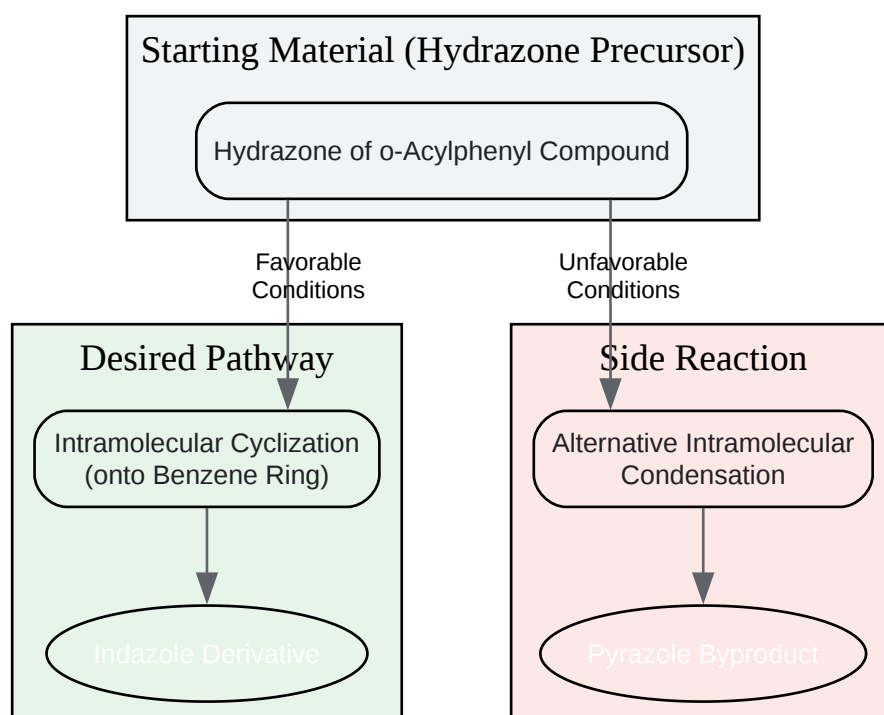 Starting Material (Hydrazone Precursor)
Hydrazone of o-Acylphenyl Compound
Favorable
Conditions
Unfavorable
Conditions
Desired Pathway
Intramolecular Cyclization
(onto Benzene Ring)
Indazole Derivative
Side Reaction
Alternative Intramolecular
Condensation
Pyrazole Byproduct